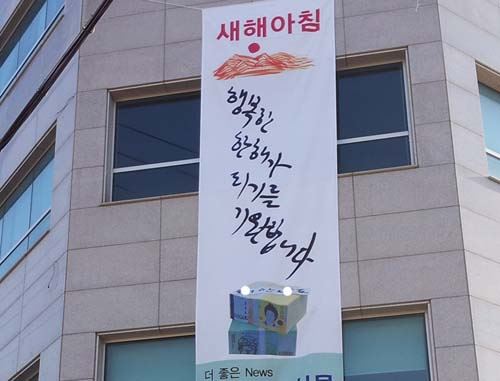 새해아침
행복한
한해가
되기를
기원합니다
더 좋은 News